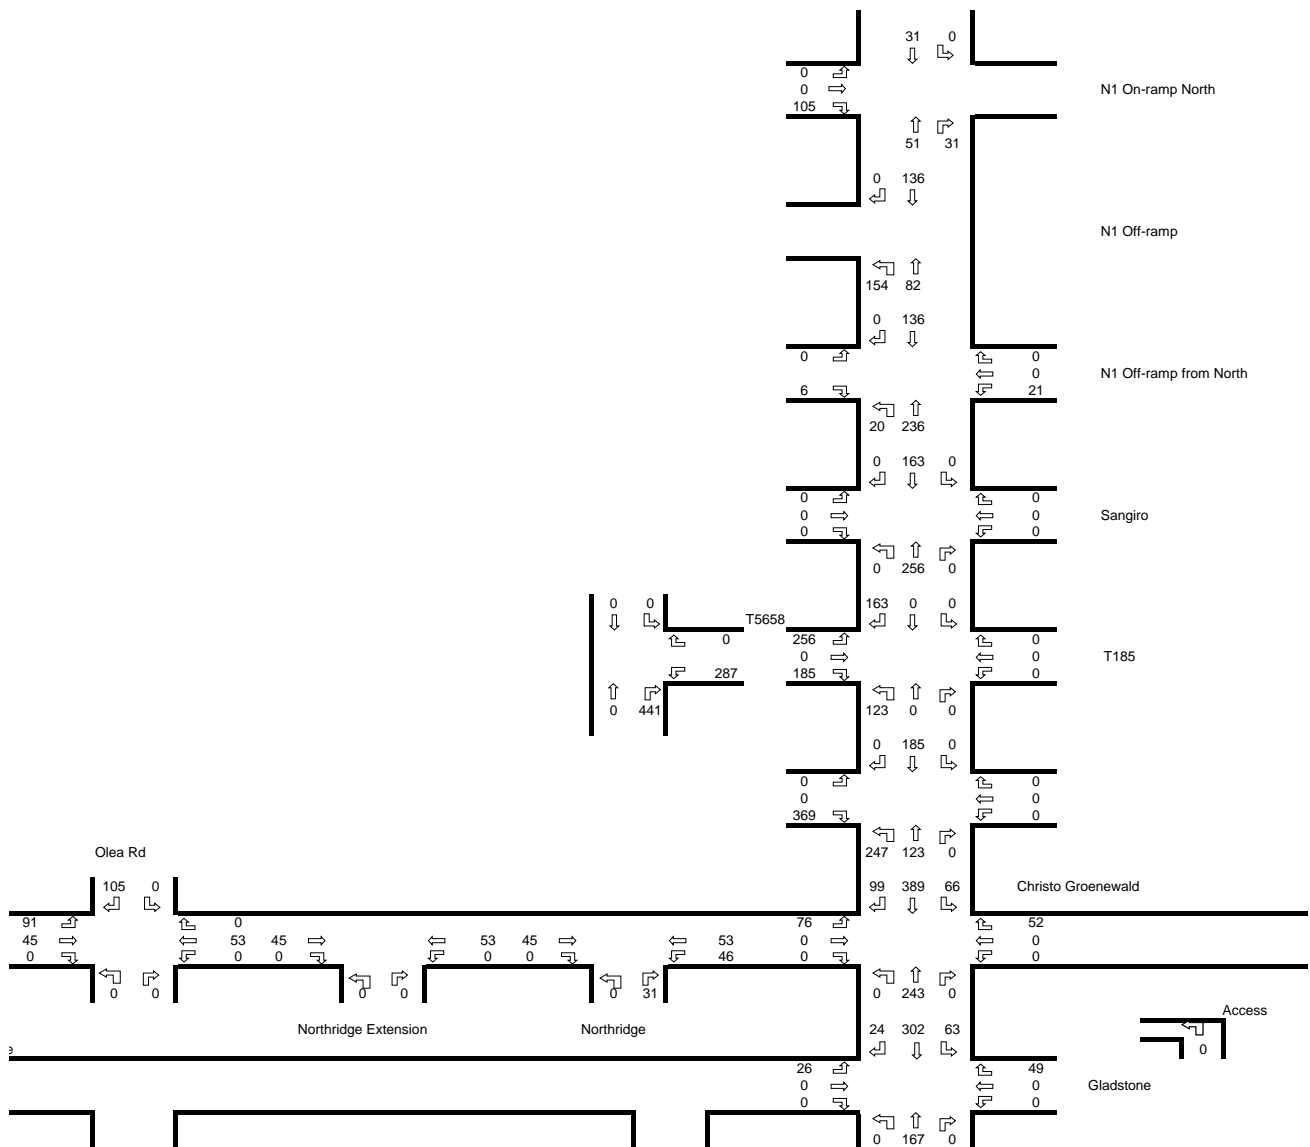 31 0
0
0
105
N1 On-ramp North
51 31
0 136
N1 Off-ramp
154 82
0 136
0 0
0
6 21
N1 Off-ramp from North
20 236
0 163 0
0 0
0 0
0 0
Sangiro
0 256 0
0 0
163 0 0
T5658
0
287
256 0
0 0
185 0
T185
0 441
123 0 0
0 185 0
0 0
0 0
369 0
247 123 0
Olea Rd
105 0
99 389 66
Christo Groenewald
91 0 76 52
45 53 45 53 45 53 0 0
0 0 0 0 0 46 0 0
0 0 0 0 0 31 0 243 0
Northridge Extension
Northridge
24 302 63
Access
0
e
26 49
0 0
0 0
Gladstone
0 167 0